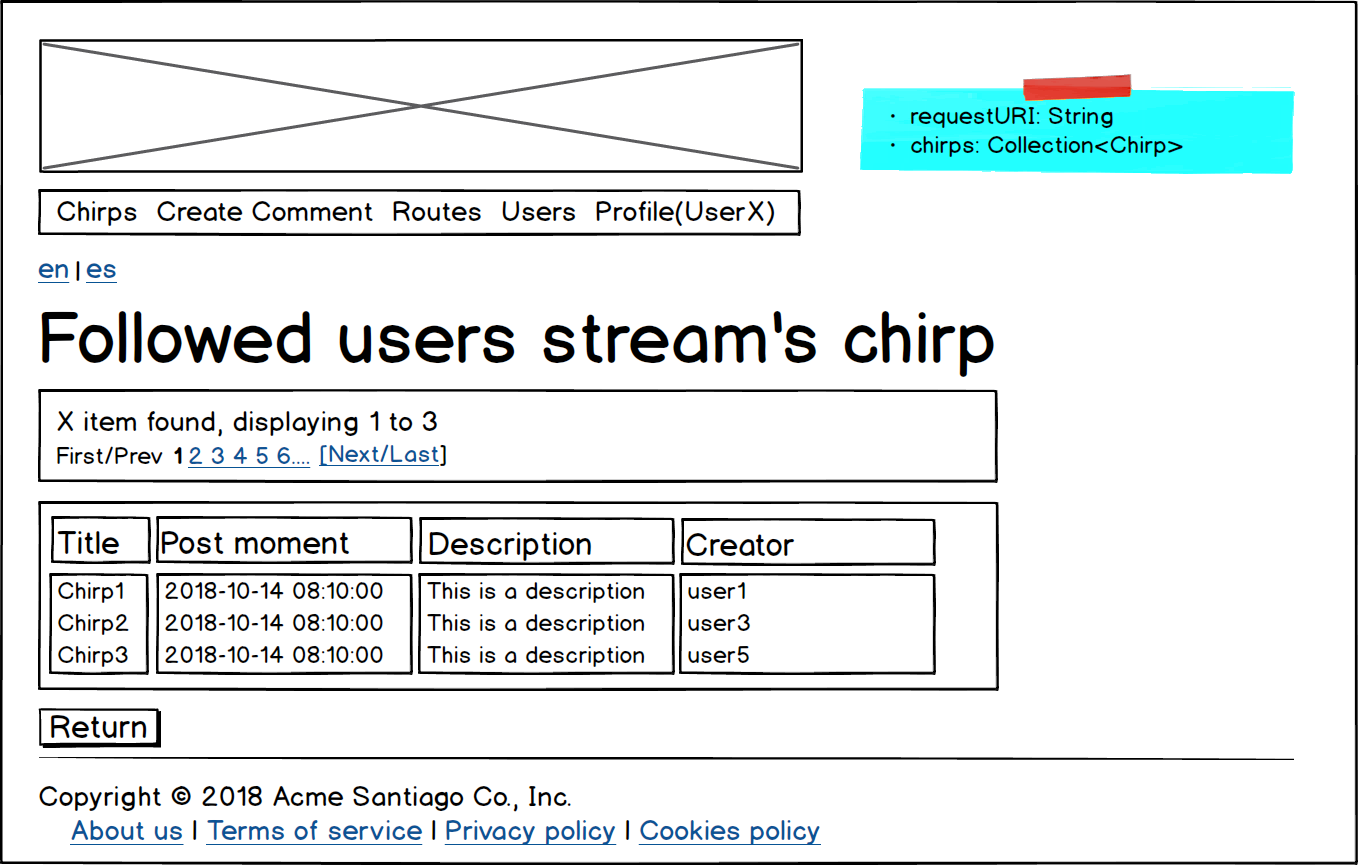 • requestURI: String
• chirps: Collection<Chirp>
Chirps Create Comment Routes Users Profile(UserX)
en | es
Followed users stream's chirp
X item found, displaying 1 to 3
First/Prev 1 2 3 4 5 6.... [Next/Last]
Title Post moment Description Creator
Chirp1 2018-10-14 08:10:00 This is a description user1
Chirp2 2018-10-14 08:10:00 This is a description user3
Chirp3 2018-10-14 08:10:00 This is a description user5
Return
Copyright © 2018 Acme Santiago Co., Inc.
About us | Terms of service | Privacy policy | Cookies policy